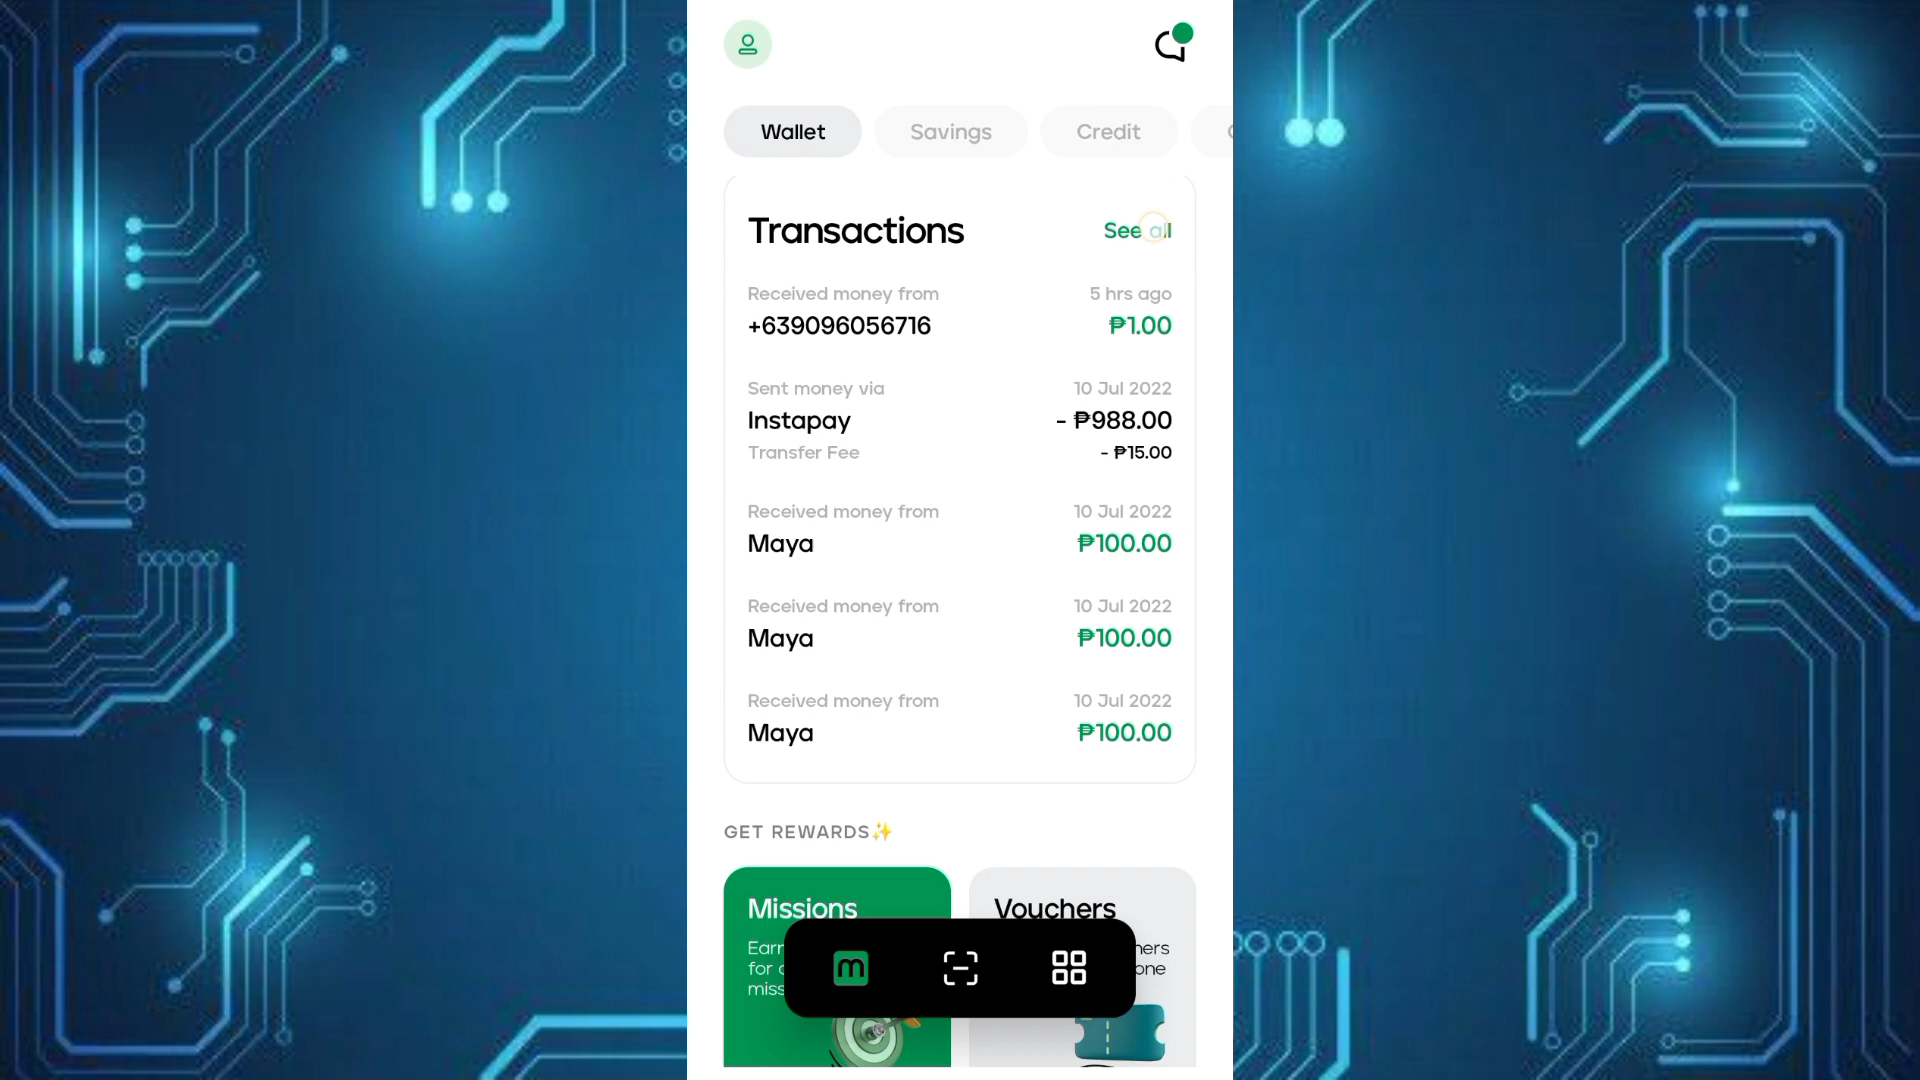 Wallet Savings Credit
Transactions See all
Received money from 5 hrs ago
+639096056716 ₱1.00
Sent money via 10 Jul 2022
Instapay - ₱988.00
Transfer Fee - ₱15.00
Received money from 10 Jul 2022
Maya ₱100.00
Received money from 10 Jul 2022
Maya ₱100.00
Received money from 10 Jul 2022
Maya ₱100.00
GET REWARDS✨
Missions Vouchers
for
one
m